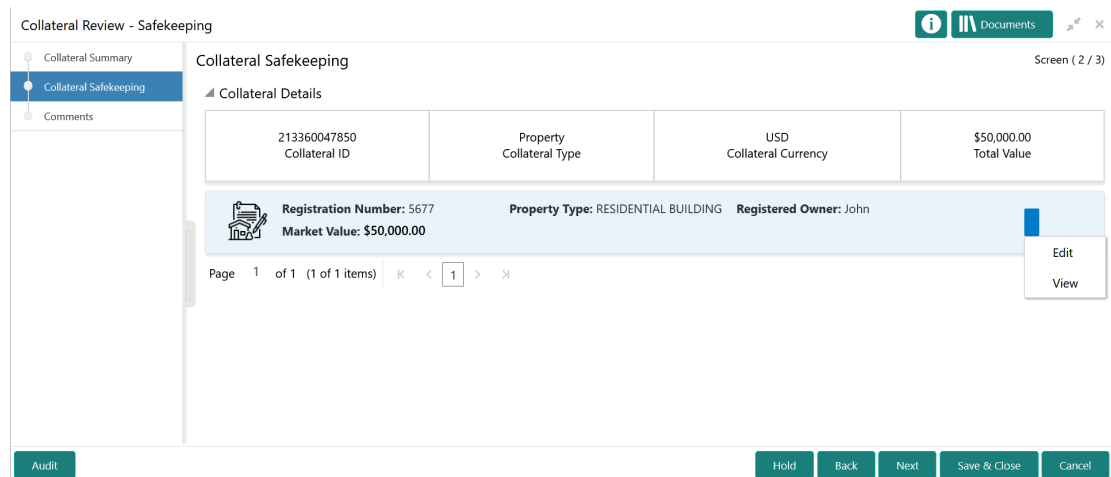 Collateral Review - Safekeeping
Documents
Collateral Summary
Collateral Safekeeping
Comments
Collateral Safekeeping
Screen ( 2 / 3)
Collateral Details
213360047850
Collateral ID
Property
Collateral Type
USD
Collateral Currency
$50,000.00
Total Value
Registration Number: 5677
Property Type: RESIDENTIAL BUILDING
Registered Owner: John
Market Value: $50,000.00
Edit
View
Page 1 of 1 (1 of 1 items) 1
Audit
Hold
Back
Next
Save & Close
Cancel